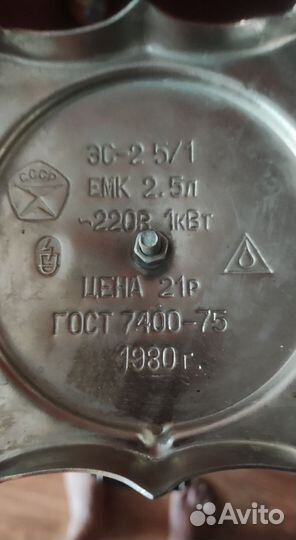 ЭС-2 5/1
СССР
ЕМК 2.5л
~220В 1кВт
ЦЕНА 21р
ГОСТ 7400-75
1980г.
Avito